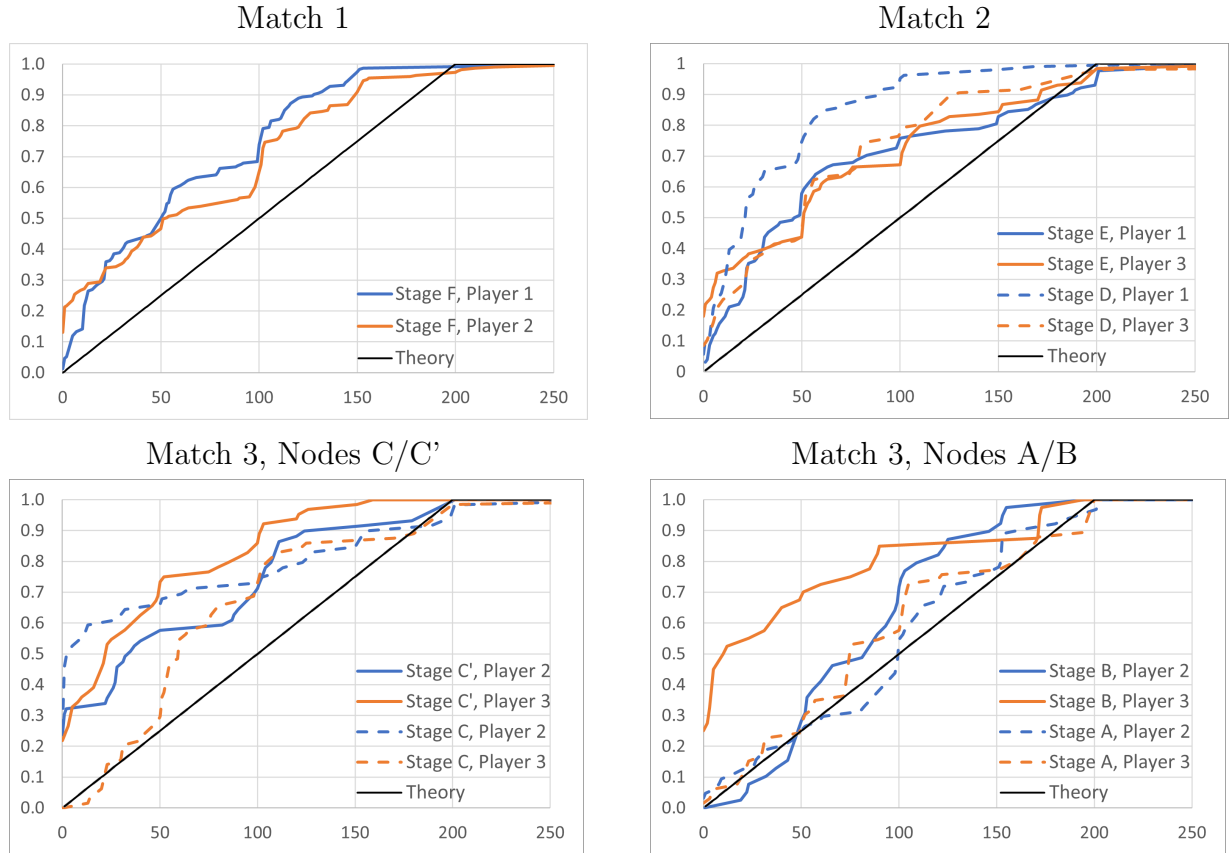 Match 1
1.0
0.9
0.8
0.7
0.6
0.5
0.4
0.3
0.2
0.1
0.0
Stage F, Player 1
Stage F, Player 2
Theory
0 50 100 150 200 250
Match 2
1
0.9
0.8
0.7
0.6
0.5
0.4
0.3
0.2
0.1
0
Stage E, Player 1
Stage E, Player 3
Stage D, Player 1
Stage D, Player 3
Theory
0 50 100 150 200 250
Match 3, Nodes C/C’
1.0
0.9
0.8
0.7
0.6
0.5
0.4
0.3
0.2
0.1
0.0
Stage C', Player 2
Stage C', Player 3
Stage C, Player 2
Stage C, Player 3
Theory
0 50 100 150 200 250
Match 3, Nodes A/B
1.0
0.9
0.8
0.7
0.6
0.5
0.4
0.3
0.2
0.1
0.0
Stage B, Player 2
Stage B, Player 3
Stage A, Player 2
Stage A, Player 3
Theory
0 50 100 150 200 250